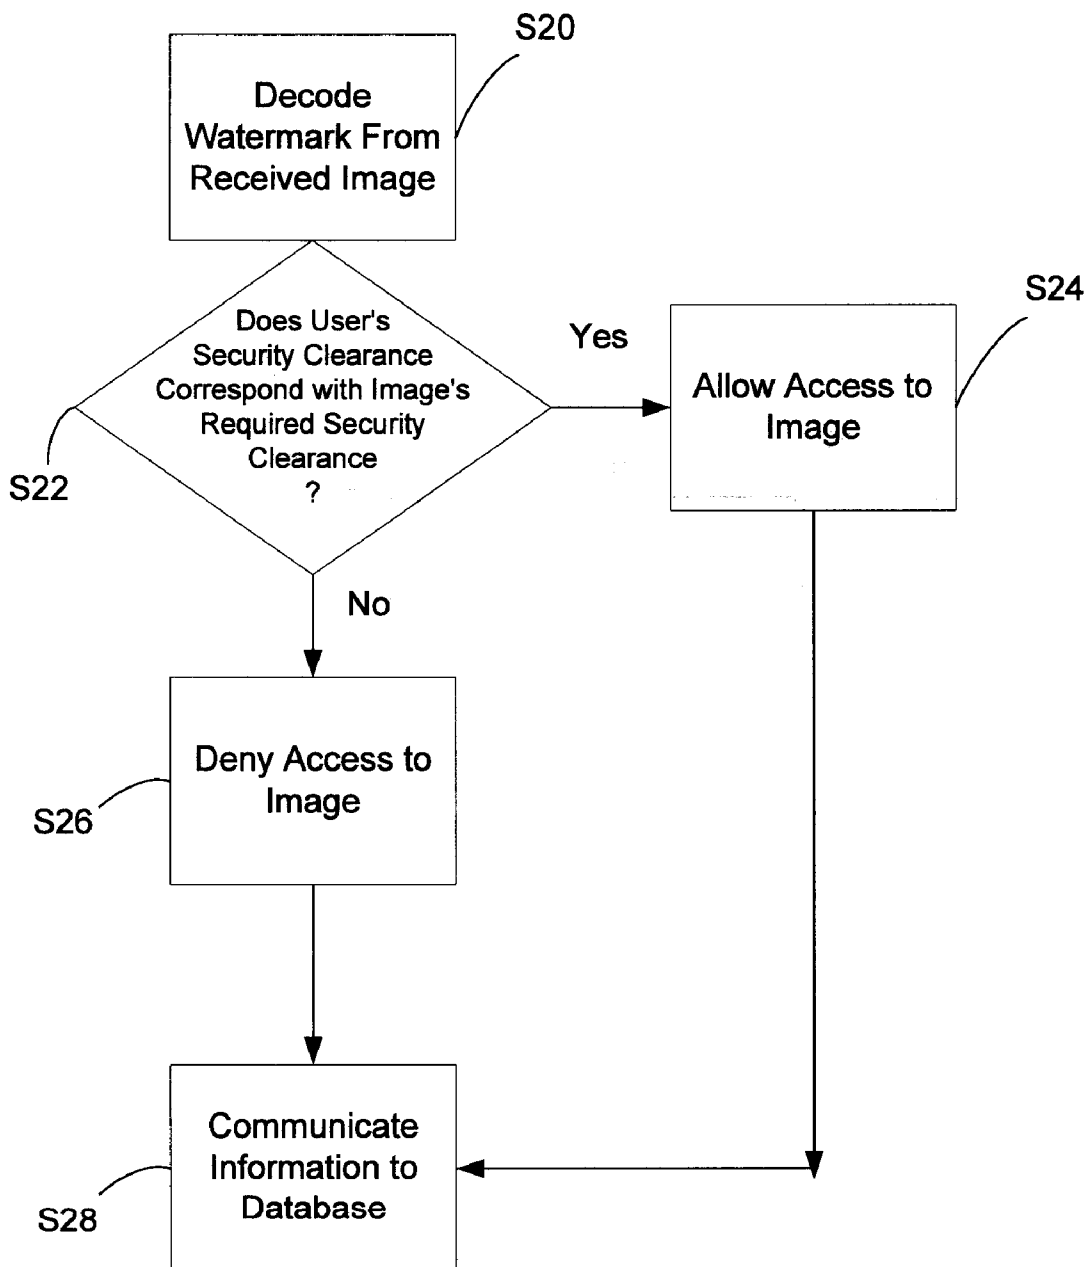 S20
Decode
Watermark From
Received Image
S24
Does User's
Security Clearance
Correspond with Image's
Required Security
Clearance
?
Yes
Allow Access to
Image
S22
No
Deny Access to
Image
S26
Communicate
Information to
Database
S28